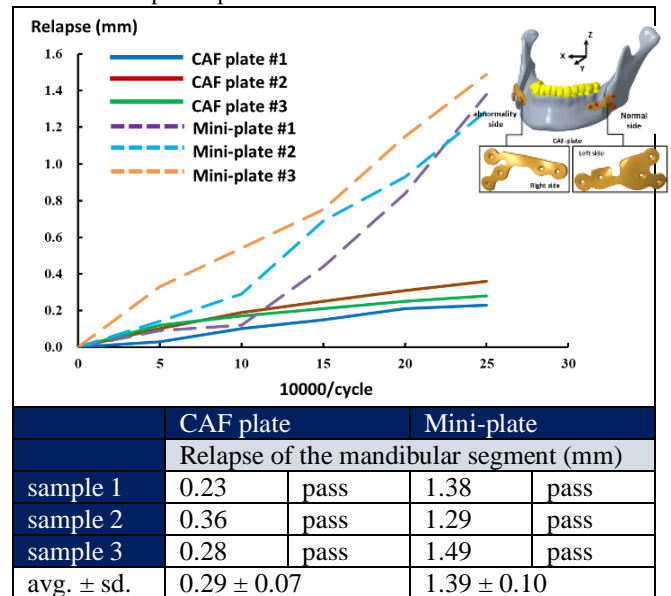 Relapse (mm)
1.6
1.4
1.2
1.0
0.8
0.6
0.4
0.2
0.0
0 5 10 15 20 25 30
10000/cycle
CAF plate #1
CAF plate #2
CAF plate #3
Mini-plate #1
Mini-plate #2
Mini-plate #3
Z
X
Y
abnormality side
Normal side
CAF-plate
Right side
Left side
CAF plate Mini-plate
Relapse of the mandibular segment (mm)
sample 1 0.23 pass 1.38 pass
sample 2 0.36 pass 1.29 pass
sample 3 0.28 pass 1.49 pass
avg. ± sd. 0.29 ± 0.07 1.39 ± 0.10